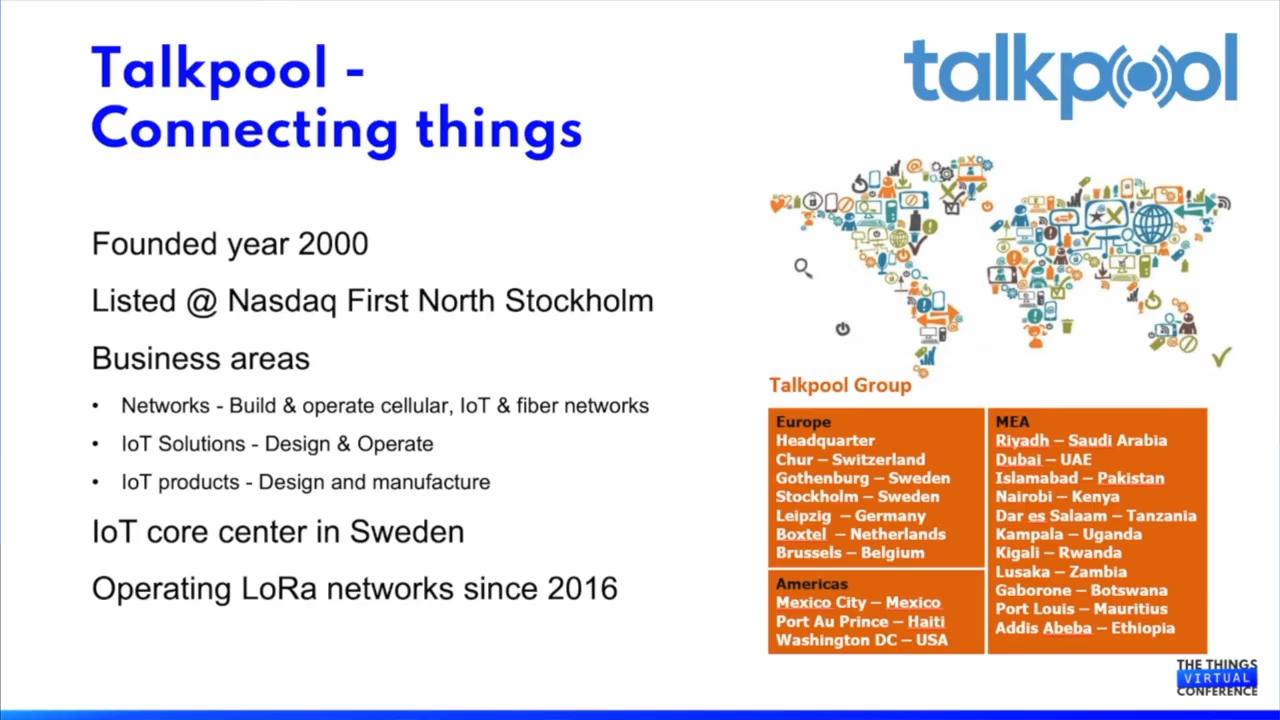 Talkpool -
Connecting things
talkpool
Founded year 2000
Listed @ Nasdaq First North Stockholm
Business areas
• Networks - Build & operate cellular, IoT & fiber networks
• IoT Solutions - Design & Operate
• IoT products - Design and manufacture
IoT core center in Sweden
Operating LoRa networks since 2016
Talkpool Group
Europe
Headquarter
Chur – Switzerland
Gothenburg – Sweden
Stockholm – Sweden
Leipzig – Germany
Boxtel – Netherlands
Brussels – Belgium
Americas
Mexico City – Mexico
Port Au Prince – Haiti
Washington DC – USA
MEA
Riyadh – Saudi Arabia
Dubai – UAE
Islamabad – Pakistan
Nairobi – Kenya
Dar es Salaam – Tanzania
Kampala – Uganda
Kigali – Rwanda
Lusaka – Zambia
Gaborone – Botswana
Port Louis – Mauritius
Addis Abeba – Ethiopia
THE THINGS
VIRTUAL
CONFERENCE